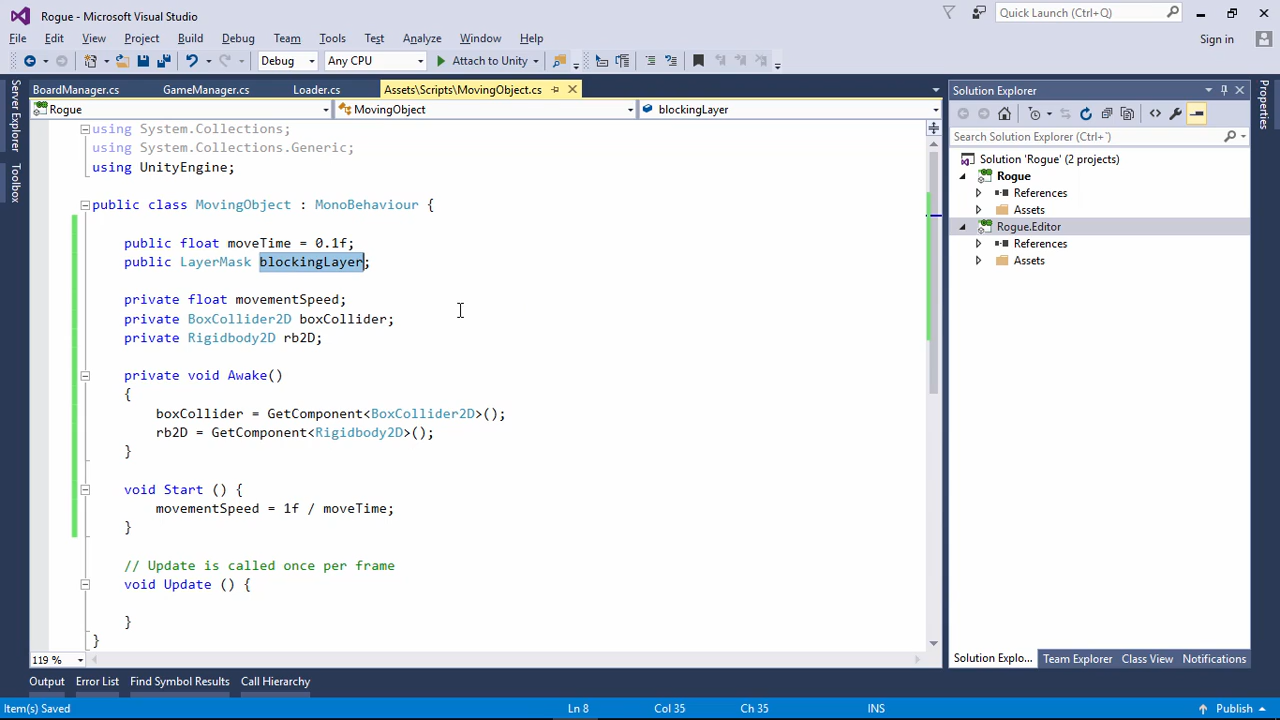 Rogue - Microsoft Visual Studio
Quick Launch (Ctrl+Q)
File Edit View Project Build Debug Team Tools Test Analyze Window Help
Sign in
Debug Any CPU Attach to Unity
BoardManager.cs GameManager.cs Loader.cs Assets\Scripts\MovingObject.cs
Rogue MovingObject blockingLayer
Server Explorer
Toolbox
using System.Collections;
using System.Collections.Generic;
using UnityEngine;
public class MovingObject : MonoBehaviour {
public float moveTime = 0.1f;
public LayerMask blockingLayer;
private float movementSpeed;
private BoxCollider2D boxCollider;
private Rigidbody2D rb2D;
private void Awake()
{
boxCollider = GetComponent<BoxCollider2D>();
rb2D = GetComponent<Rigidbody2D>();
}
void Start () {
movementSpeed = 1f / moveTime;
}
// Update is called once per frame
void Update () {
}
}
119 %
Solution Explorer
Search Solution Explorer (Ctrl+¨)
Solution 'Rogue' (2 projects)
Rogue
References
Assets
Rogue.Editor
References
Assets
Solution Explo... Team Explorer Class View Notifications
Properties
Output Error List Find Symbol Results Call Hierarchy
Item(s) Saved Ln 8 Col 35 Ch 35 INS Publish